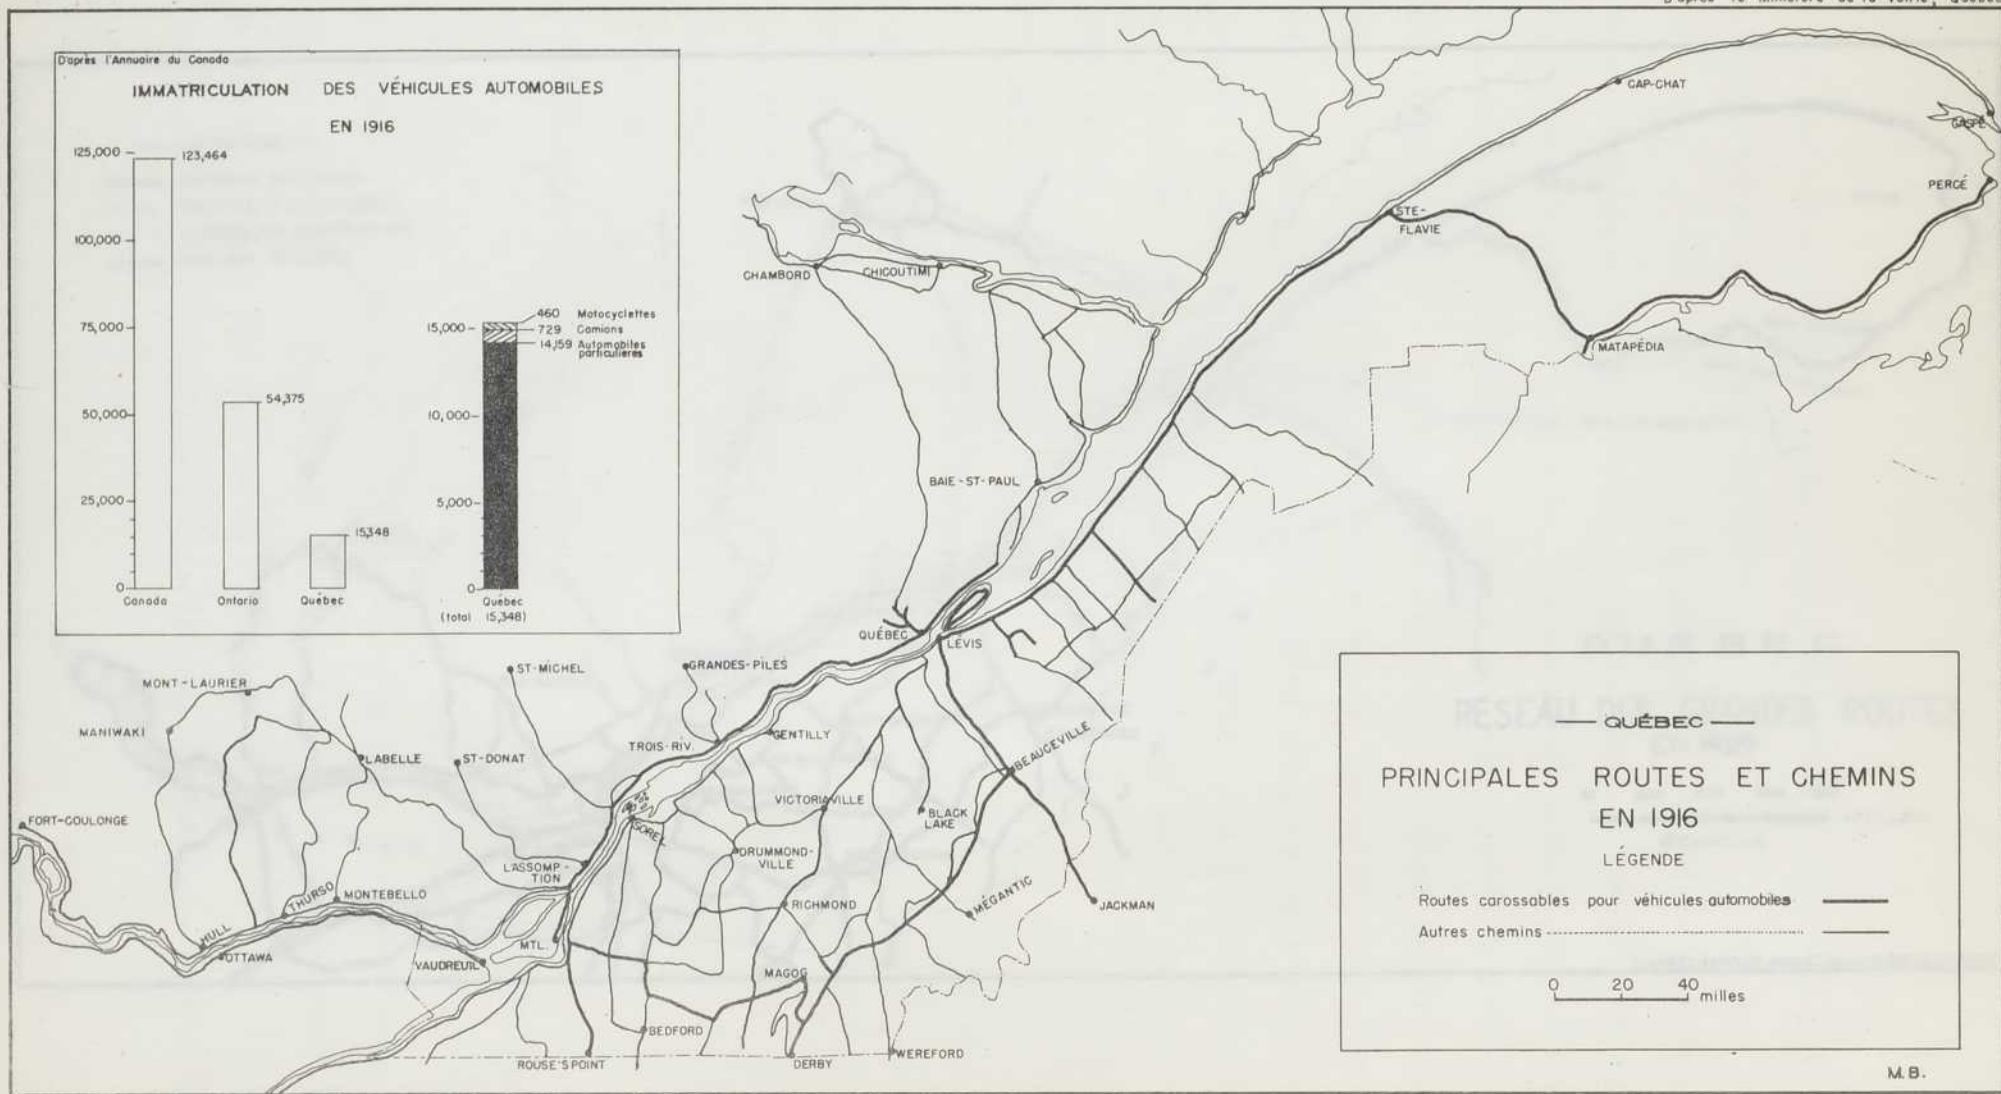 D'après l'Annuaire du Canada
IMMATRICULATION DES VÉHICULES AUTOMOBILES
EN 1916
125,000
100,000
75,000
50,000
25,000
0
123,464
54,375
15,348
Canada
Ontario
Québec
15,000
10,000
5,000
0
460 Motocyclettes
729 Camions
14,159 Automobiles
particulières
Québec
(total 15,348)
CAP-CHAT
GASPÉ
PERCÉ
STE-
FLAVIE
MATAPÉDIA
CHAMBORD
CHICOUTIMI
BAIE-ST-PAUL
QUÉBEC
LÉVIS
ST-MICHEL
GRANDES-PILES
MONT-LAURIER
MANIWAKI
LABELLE
ST-DONAT
TROIS-RIV.
GENTILLY
BEAUCEVILLE
VICTORIAVILLE
BLACK
LAKE
FORT-COULONGE
SOREL
DRUMMOND-
VILLE
L'ASSOMP-
TION
THURSO
MONTEBELLO
RICHMOND
MÉGANTIC
JACKMAN
HULL
OTTAWA
MTL.
VAUDREUIL
MAGOG
BEDFORD
ROUSE'S POINT
DERBY
WEREFORD
QUÉBEC
PRINCIPALES ROUTES ET CHEMINS
EN 1916
LÉGENDE
Routes carossables pour véhicules automobiles
Autres chemins
0 20 40 milles
M.B.